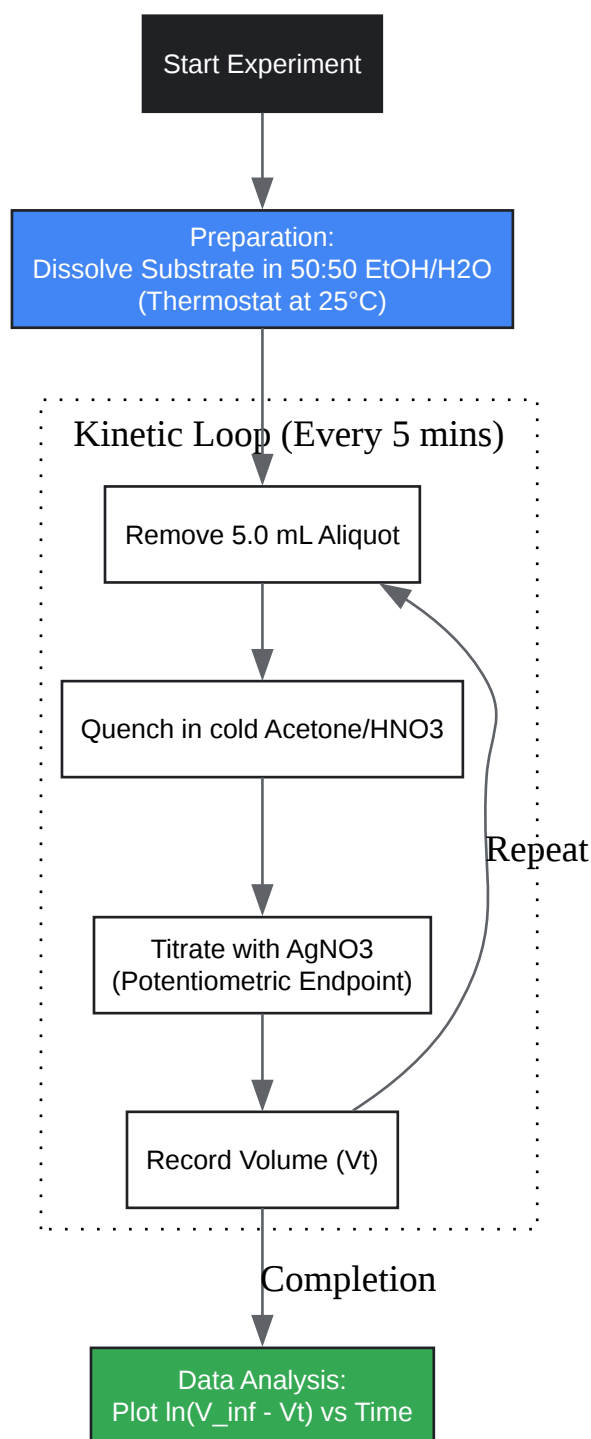 Start Experiment
Preparation:
Dissolve Substrate in 50:50 EtOH/H2O
(Thermostat at 25°C)
Kinetic Loop (Every 5 mins)
Remove 5.0 mL Aliquot
Quench in cold Acetone/HNO3
Repeat
Titrate with AgNO3
(Potentiometric Endpoint)
Record Volume (Vt)
Completion
Data Analysis:
Plot ln(V_inf - Vt) vs Time